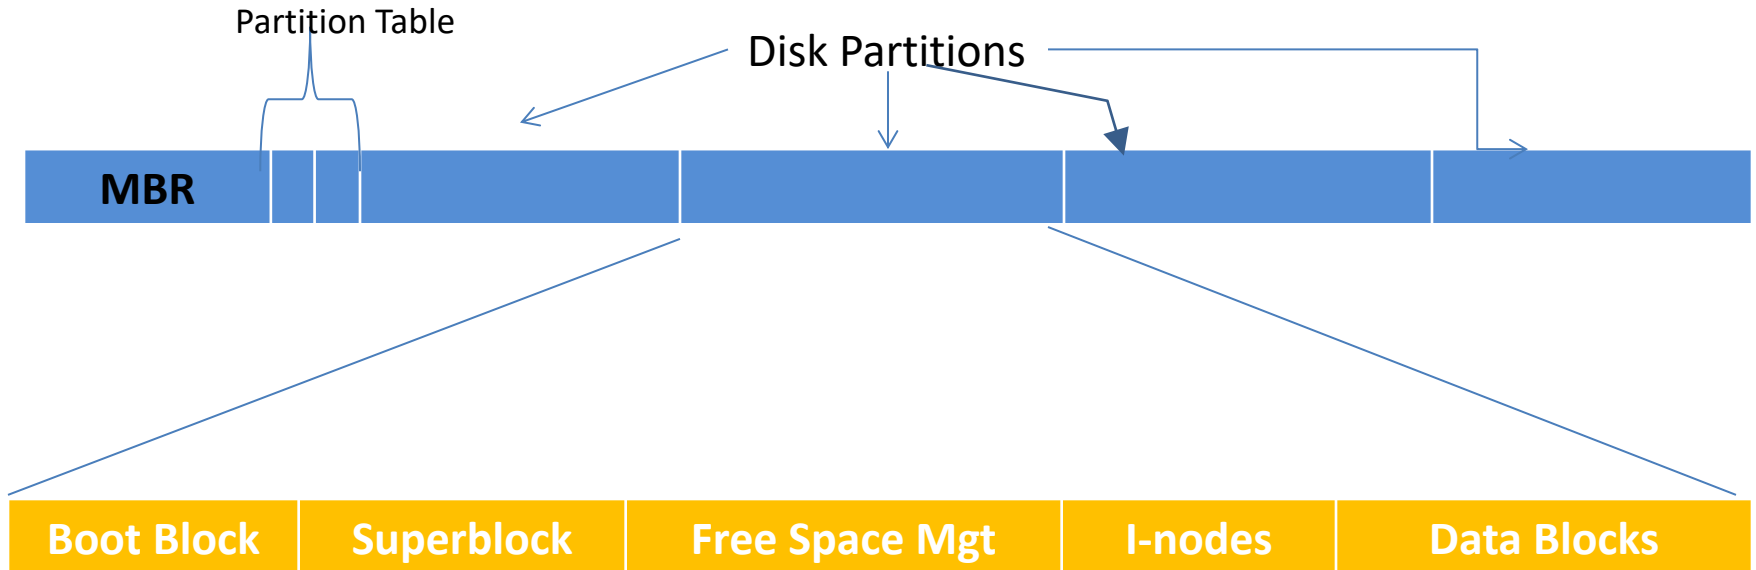 Partition Table
Disk Partitions
MBR
Boot Block
Superblock
Free Space Mgt
I-nodes
Data Blocks